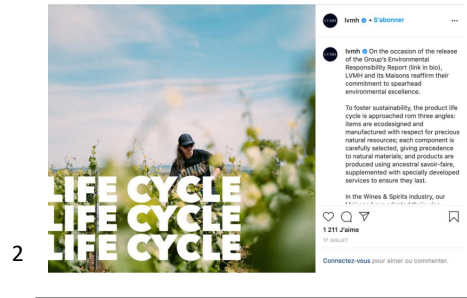 lvmh • S'abonner
lvmh On the occasion of the release
of the Group's Environmental
Responsibility Report (link in bio),
LVMH and its Maisons reaffirm their
commitment to spearhead
environmental excellence.
To foster sustainability, the product life
cycle is approached rom three angles:
items are ecodesigned and
manufactured with respect for precious
natural resources; each component is
carefully selected, giving precedence
to natural materials; and products are
produced using ancestral savoir-faire,
supplemented with specially developed
services to ensure they last.
In the Wines & Spirits industry, our
LIFE CYCLE
LIFE CYCLE
LIFE CYCLE
1 211 J'aime
17 JUILLET
Connectez-vous pour aimer ou commenter.
2